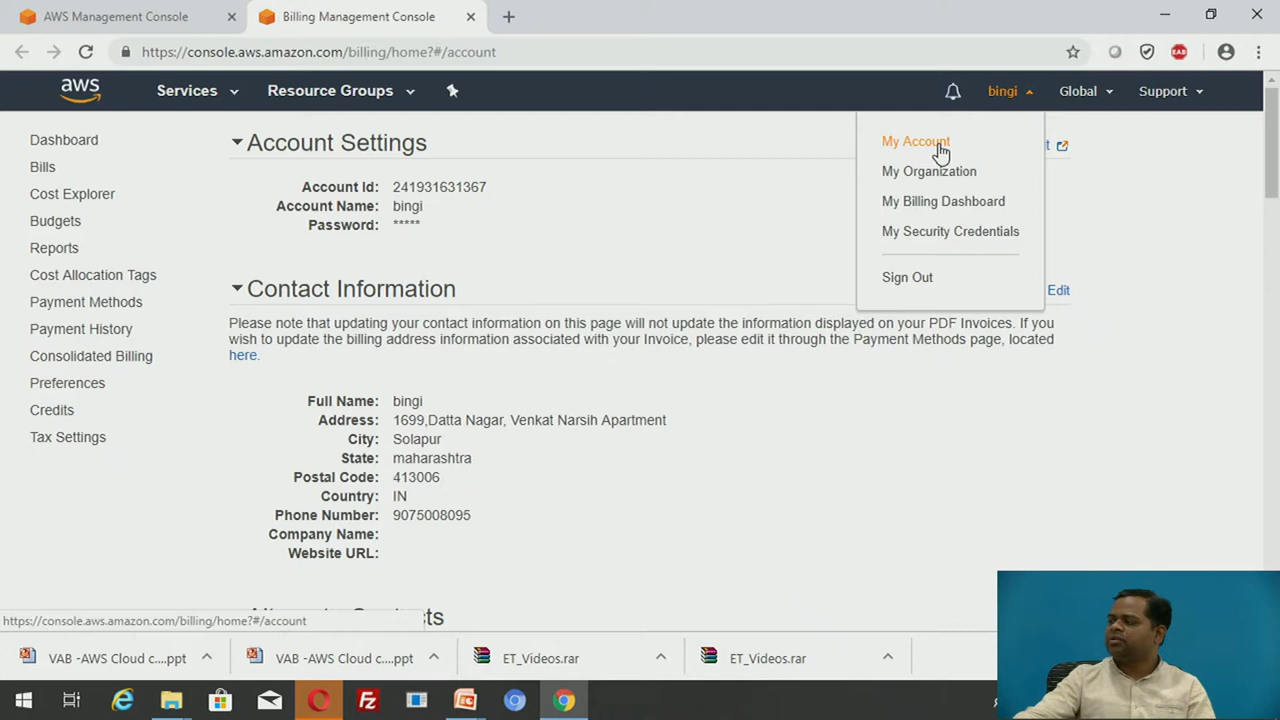 AWS Management Console
Billing Management Console
https://console.aws.amazon.com/billing/home?#/account
EAB
aws
Services
Resource Groups
bingi
Global
Support
Dashboard
Bills
Cost Explorer
Budgets
Reports
Cost Allocation Tags
Payment Methods
Payment History
Consolidated Billing
Preferences
Credits
Tax Settings
Account Settings
Account Id: 241931631367
Account Name: bingi
Password: *****
My Account
My Organization
My Billing Dashboard
My Security Credentials
Sign Out
Contact Information
Edit
Please note that updating your contact information on this page will not update the information displayed on your PDF Invoices. If you
wish to update the billing address information associated with your Invoice, please edit it through the Payment Methods page, located
here.
Full Name: bingi
Address: 1699,Datta Nagar, Venkat Narsih Apartment
City: Solapur
State: maharashtra
Postal Code: 413006
Country: IN
Phone Number: 9075008095
Company Name:
Website URL:
https://console.aws.amazon.com/billing/home?#/account
VAB -AWS Cloud c....ppt
VAB -AWS Cloud c....ppt
ET_Videos.rar
ET_Videos.rar